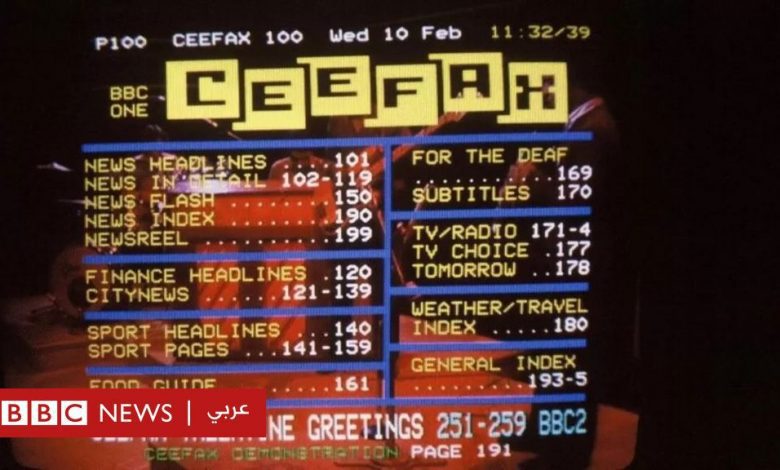 P100 CEEFAX 100 Wed 10 Feb 11:32/39
BBC
ONE
CEEFAX
NEWS HEADLINES .....101
NEWS IN DETAIL 102-119
NEWS FLASH ........150
NEWS INDEX ........190
NEWSREEL ..........199
FINANCE HEADLINES .120
CITYNEWS .....121-139
SPORT HEADLINES ....140
SPORT PAGES ...141-159
FOOD GUIDE ........161
FOR THE DEAF
............169
SUBTITLES 170
TV/RADIO 171-4
TV CHOICE .177
TOMORROW ..178
WEATHER/TRAVEL
INDEX ......180
GENERAL INDEX
........193-5
GREETINGS 251-259 BBC2
CEEFAX DEMONSTRATION PAGE 191
BBC NEWS | عربي